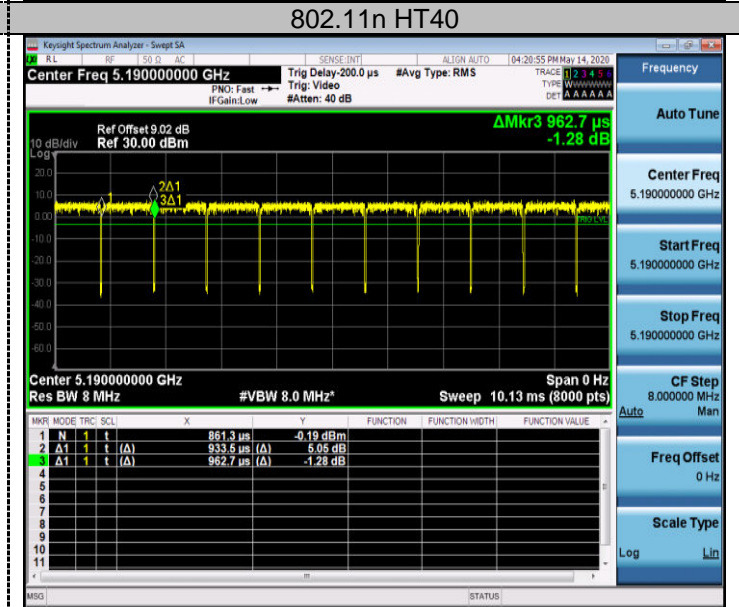 802.11n HT40
Keysight Spectrum Analyzer - Swept SA
RL RF 50 Ω AC SENSE:INT ALIGN AUTO 04:20:55 PM May 14, 2020
Center Freq 5.190000000 GHz
PNO: Fast
IFGain:Low
Trig Delay-200.0 µs
Trig: Video
#Atten: 40 dB
#Avg Type: RMS
TRACE 1 2 3 4 5 6
TYPE WWWWWW
DET A A A A A A
ΔMkr3 962.7 µs
-1.28 dB
Ref Offset 9.02 dB
10 dB/div Ref 30.00 dBm
Log
20.0
10.0
0.00
-10.0
-20.0
-30.0
-40.0
-50.0
-60.0
1
2Δ1
3Δ1
TRIG LVL
Center 5.190000000 GHz Span 0 Hz
Res BW 8 MHz #VBW 8.0 MHz* Sweep 10.13 ms (8000 pts)
MKR MODE TRC SCL X Y FUNCTION FUNCTION WIDTH FUNCTION VALUE
1 N 1 t 861.3 µs -0.19 dBm
2 Δ1 1 t (Δ) 933.5 µs (Δ) 5.05 dB
3 Δ1 1 t (Δ) 962.7 µs (Δ) -1.28 dB
4
5
6
7
8
9
10
11
MSG STATUS
Frequency
Auto Tune
Center Freq
5.190000000 GHz
Start Freq
5.190000000 GHz
Stop Freq
5.190000000 GHz
CF Step
8.000000 MHz
Auto Man
Freq Offset
0 Hz
Scale Type
Log Lin